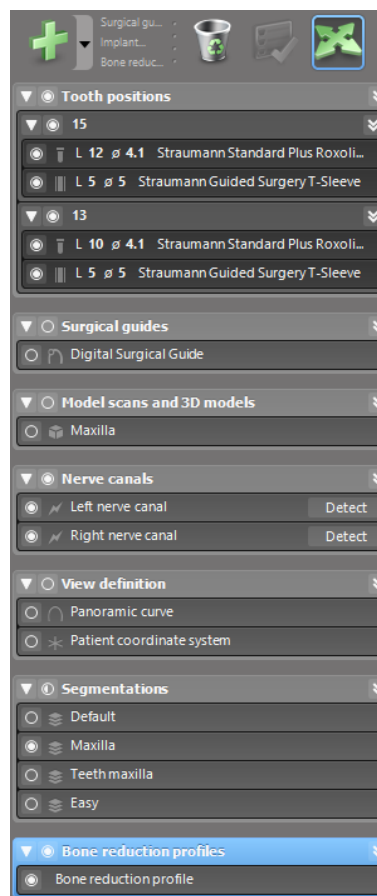 Surgical gu...
Implant...
Bone reduc...
Tooth positions
15
L 12 ø 4.1 Straumann Standard Plus Roxoli...
L 5 ø 5 Straumann Guided Surgery T-Sleeve
13
L 10 ø 4.1 Straumann Standard Plus Roxoli...
L 5 ø 5 Straumann Guided Surgery T-Sleeve
Surgical guides
Digital Surgical Guide
Model scans and 3D models
Maxilla
Nerve canals
Left nerve canal Detect
Right nerve canal Detect
View definition
Panoramic curve
Patient coordinate system
Segmentations
Default
Maxilla
Teeth maxilla
Easy
Bone reduction profiles
Bone reduction profile